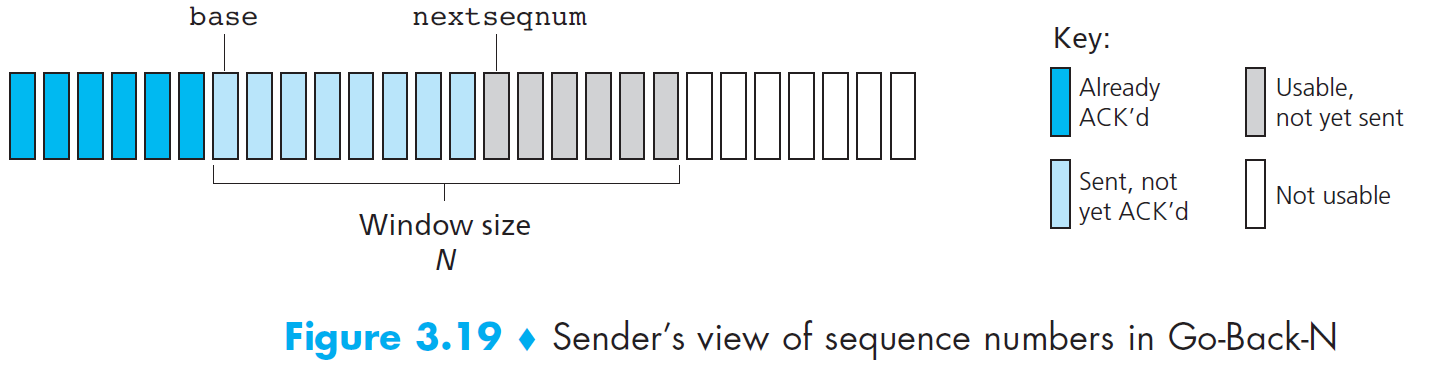 base
nextseqnum
Window size
N
Key:
Already
ACK’d
Usable,
not yet sent
Sent, not
yet ACK’d
Not usable
Figure 3.19 ♦ Sender’s view of sequence numbers in Go-Back-N